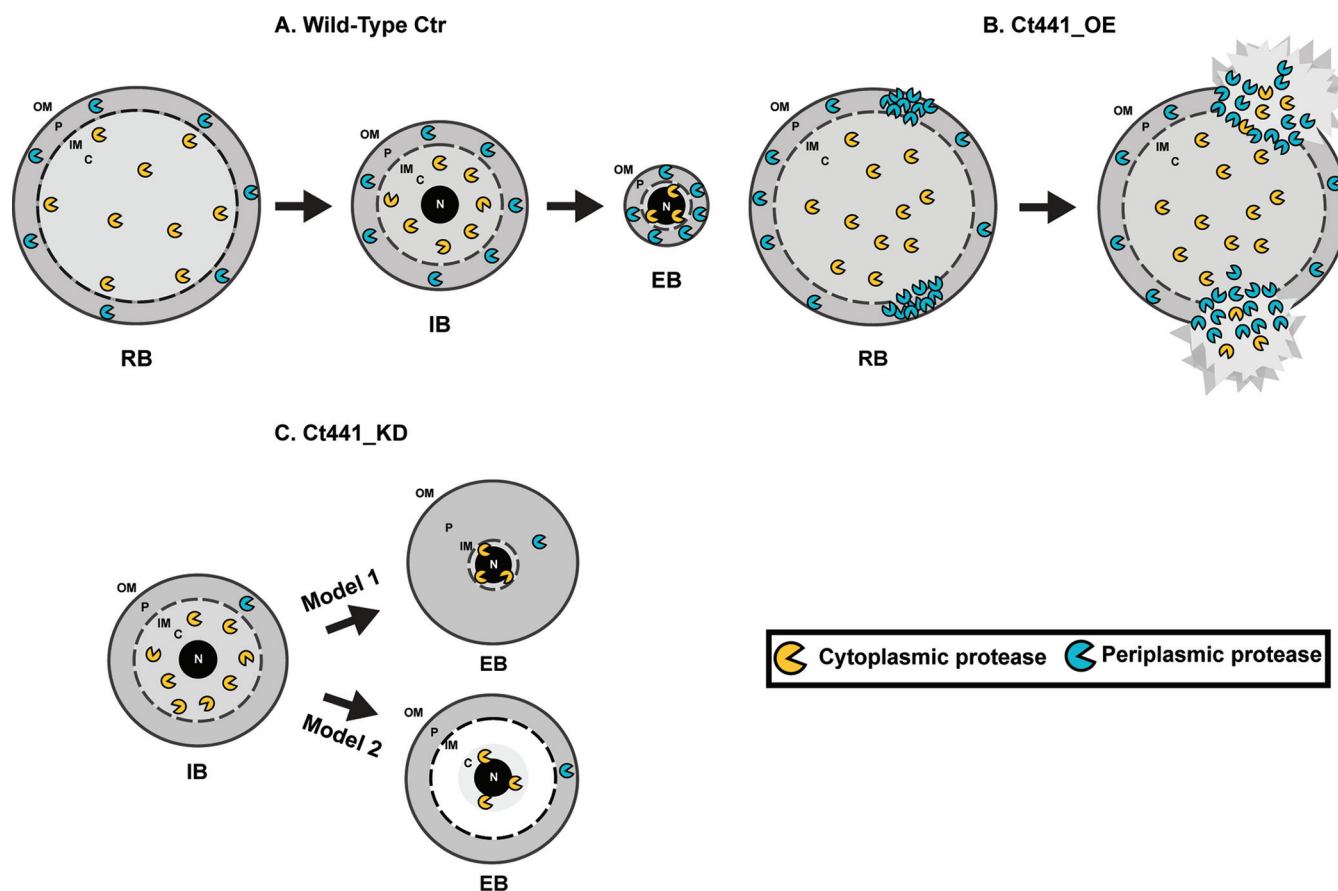 A. Wild-Type Ctr
OM
P
IM
C
RB
OM
P
IM
C
N
IB
OM
P
N
EB
B. Ct441_OE
OM
P
IM
C
RB
OM
P
IM
C
C. Ct441_KD
OM
P
IM
C
N
IB
Model 1
OM
P
IM
N
EB
Model 2
OM
P
IM
C
N
EB
Cytoplasmic protease
Periplasmic protease